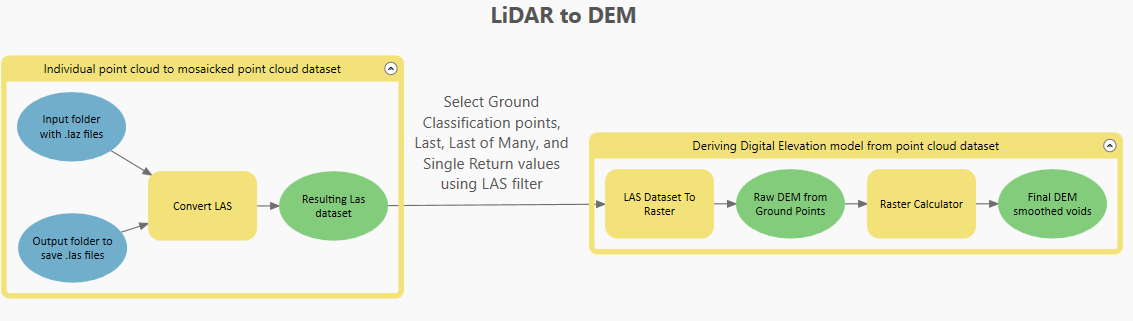 LiDAR to DEM
Individual point cloud to mosaicked point cloud dataset
Input folder
with .laz files
Convert LAS
Resulting Las
dataset
Output folder to
save .las files
Select Ground
Classification points,
Last, Last of Many, and
Single Return values
using LAS filter
Deriving Digital Elevation model from point cloud dataset
LAS Dataset To
Raster
Raw DEM from
Ground Points
Raster Calculator
Final DEM
smoothed voids